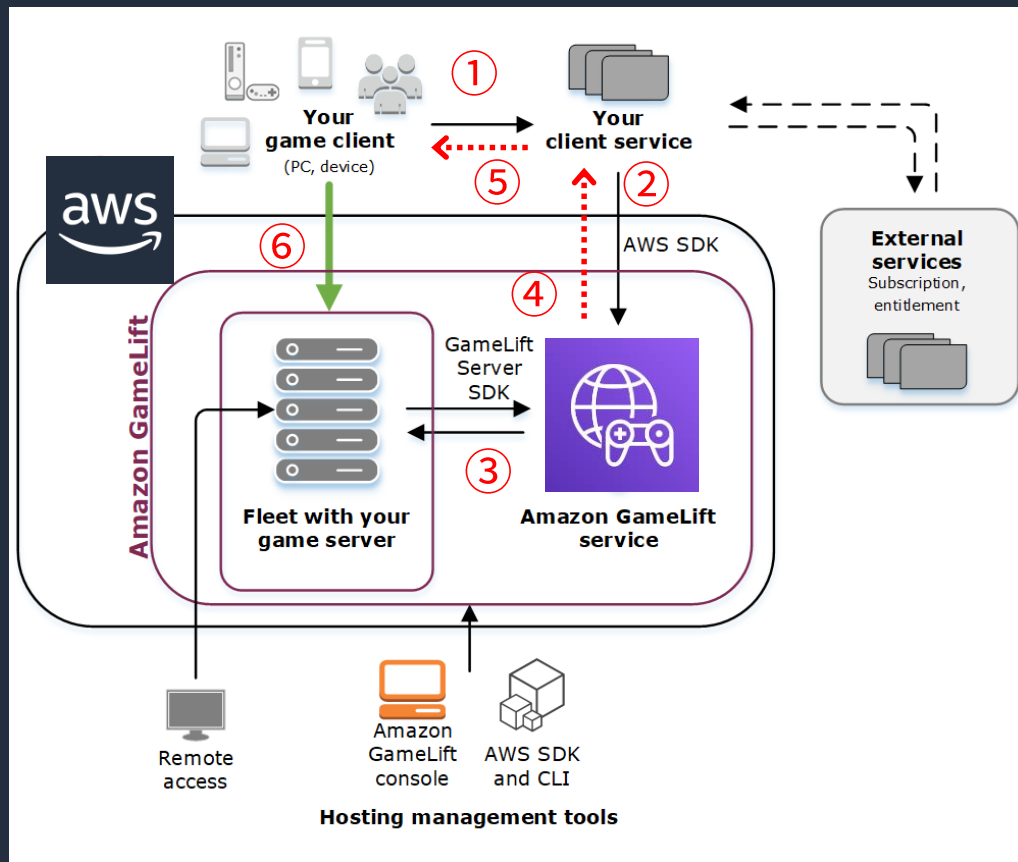 ①
Your
game client
(PC, device)
Your
client service
⑤
②
aws
⑥
AWS SDK
External
services
Subscription,
entitlement
④
Amazon GameLift
GameLift
Server
SDK
③
Fleet with your
game server
Amazon GameLift
service
Remote
access
Amazon
GameLift
console
AWS SDK
and CLI
Hosting management tools